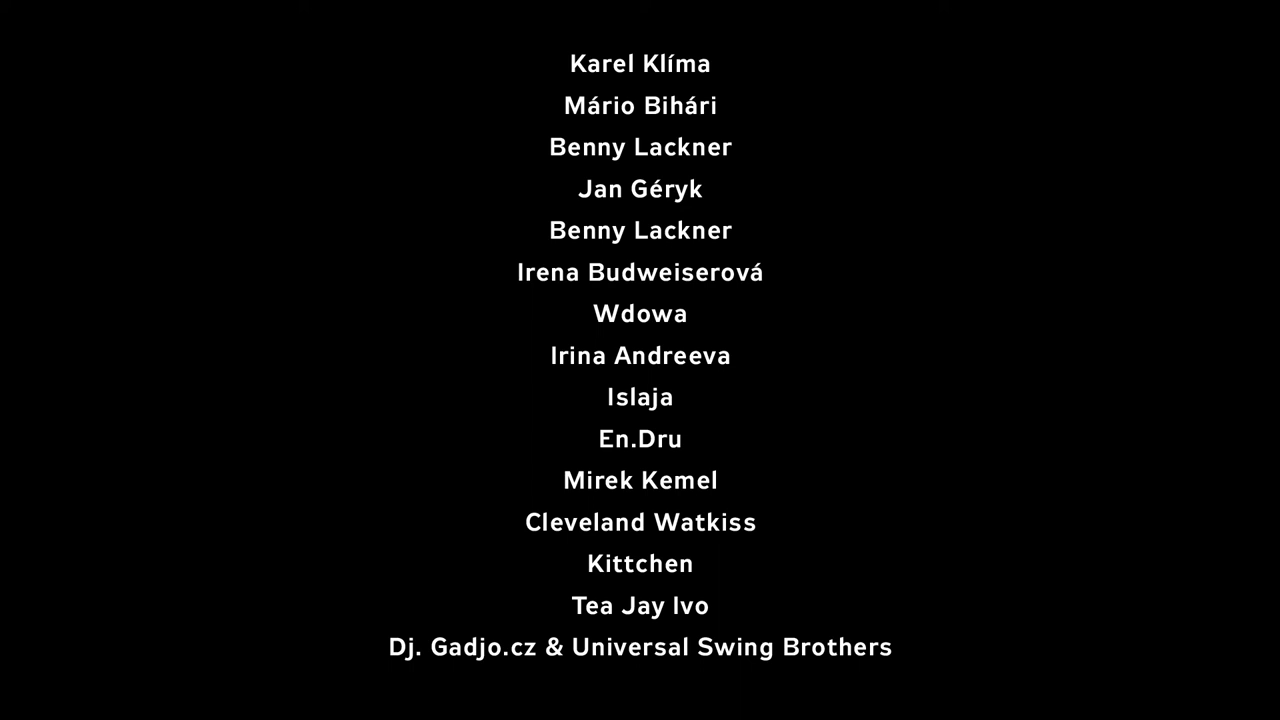 Karel Klíma
Mário Bihári
Benny Lackner
Jan Géryk
Benny Lackner
Irena Budweiserová
Wdowa
Irina Andreeva
Islaja
En.Dru
Mirek Kemel
Cleveland Watkiss
Kittchen
Tea Jay Ivo
Dj. Gadjo.cz & Universal Swing Brothers